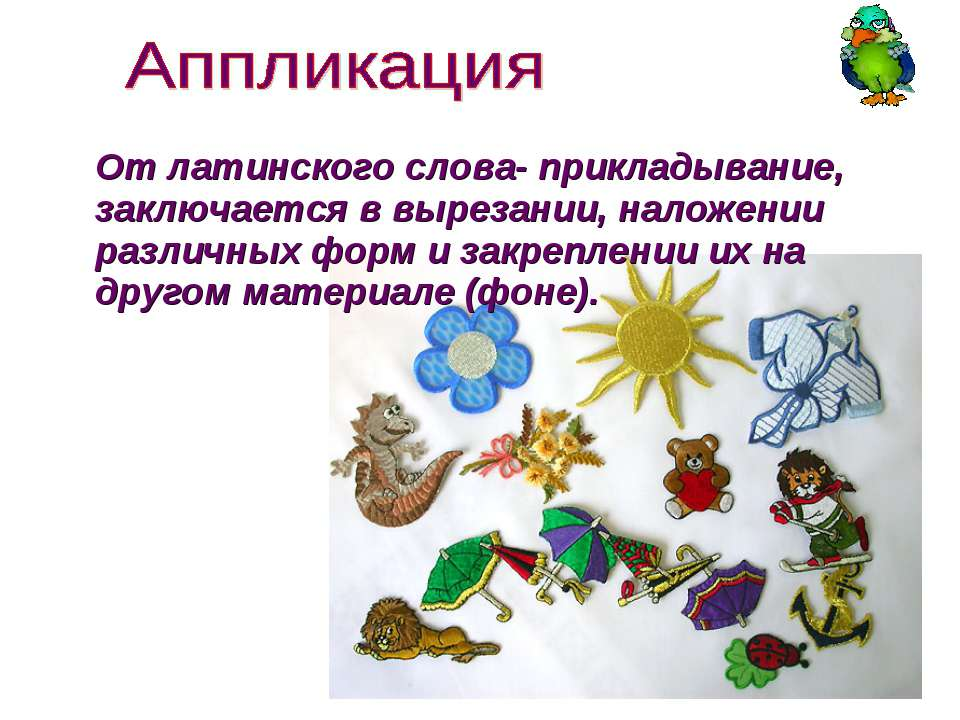 Аппликация
От латинского слова- прикладывание,
заключается в вырезании, наложении
различных форм и закреплении их на
другом материале (фоне).